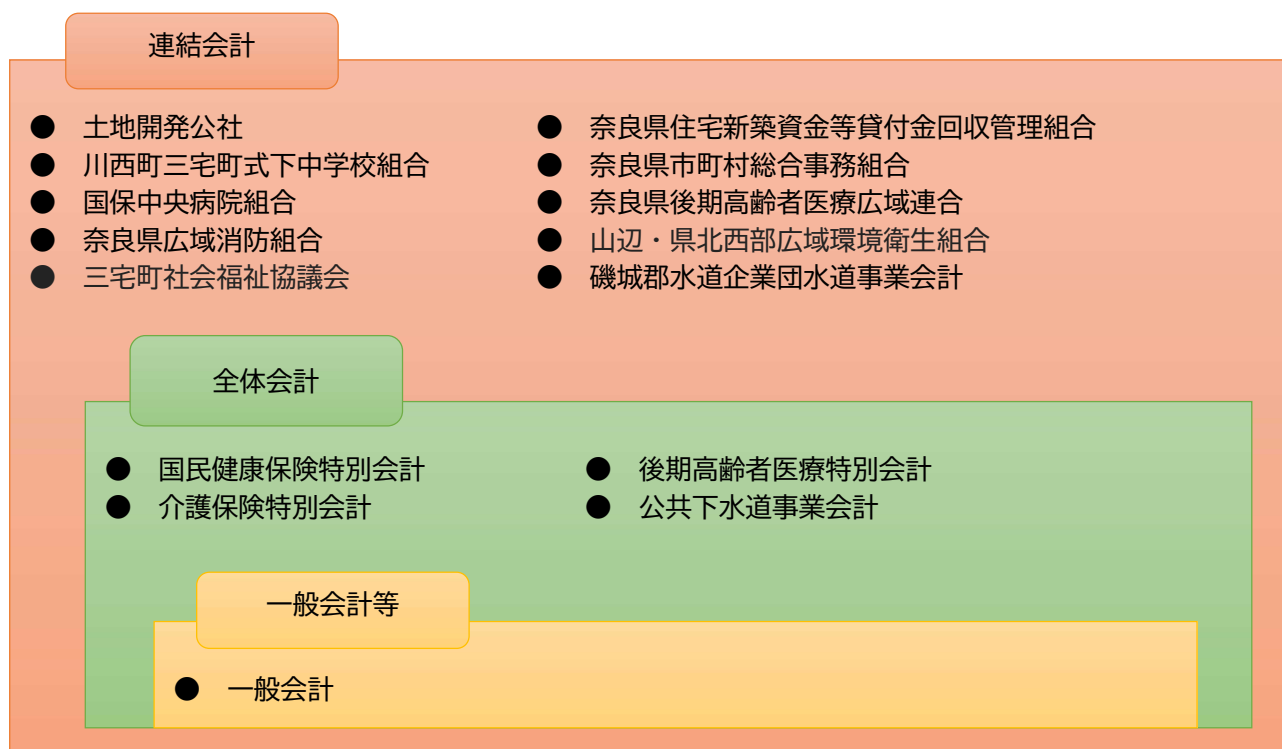 連結会計
● 土地開発公社
● 川西町三宅町式下中学校組合
● 国保中央病院組合
● 奈良県広域消防組合
● 三宅町社会福祉協議会
● 奈良県住宅新築資金等貸付金回収管理組合
● 奈良県市町村総合事務組合
● 奈良県後期高齢者医療広域連合
● 山辺・県北西部広域環境衛生組合
● 磯城郡水道企業団水道事業会計
全体会計
● 国民健康保険特別会計
● 介護保険特別会計
● 後期高齢者医療特別会計
● 公共下水道事業会計
一般会計等
● 一般会計